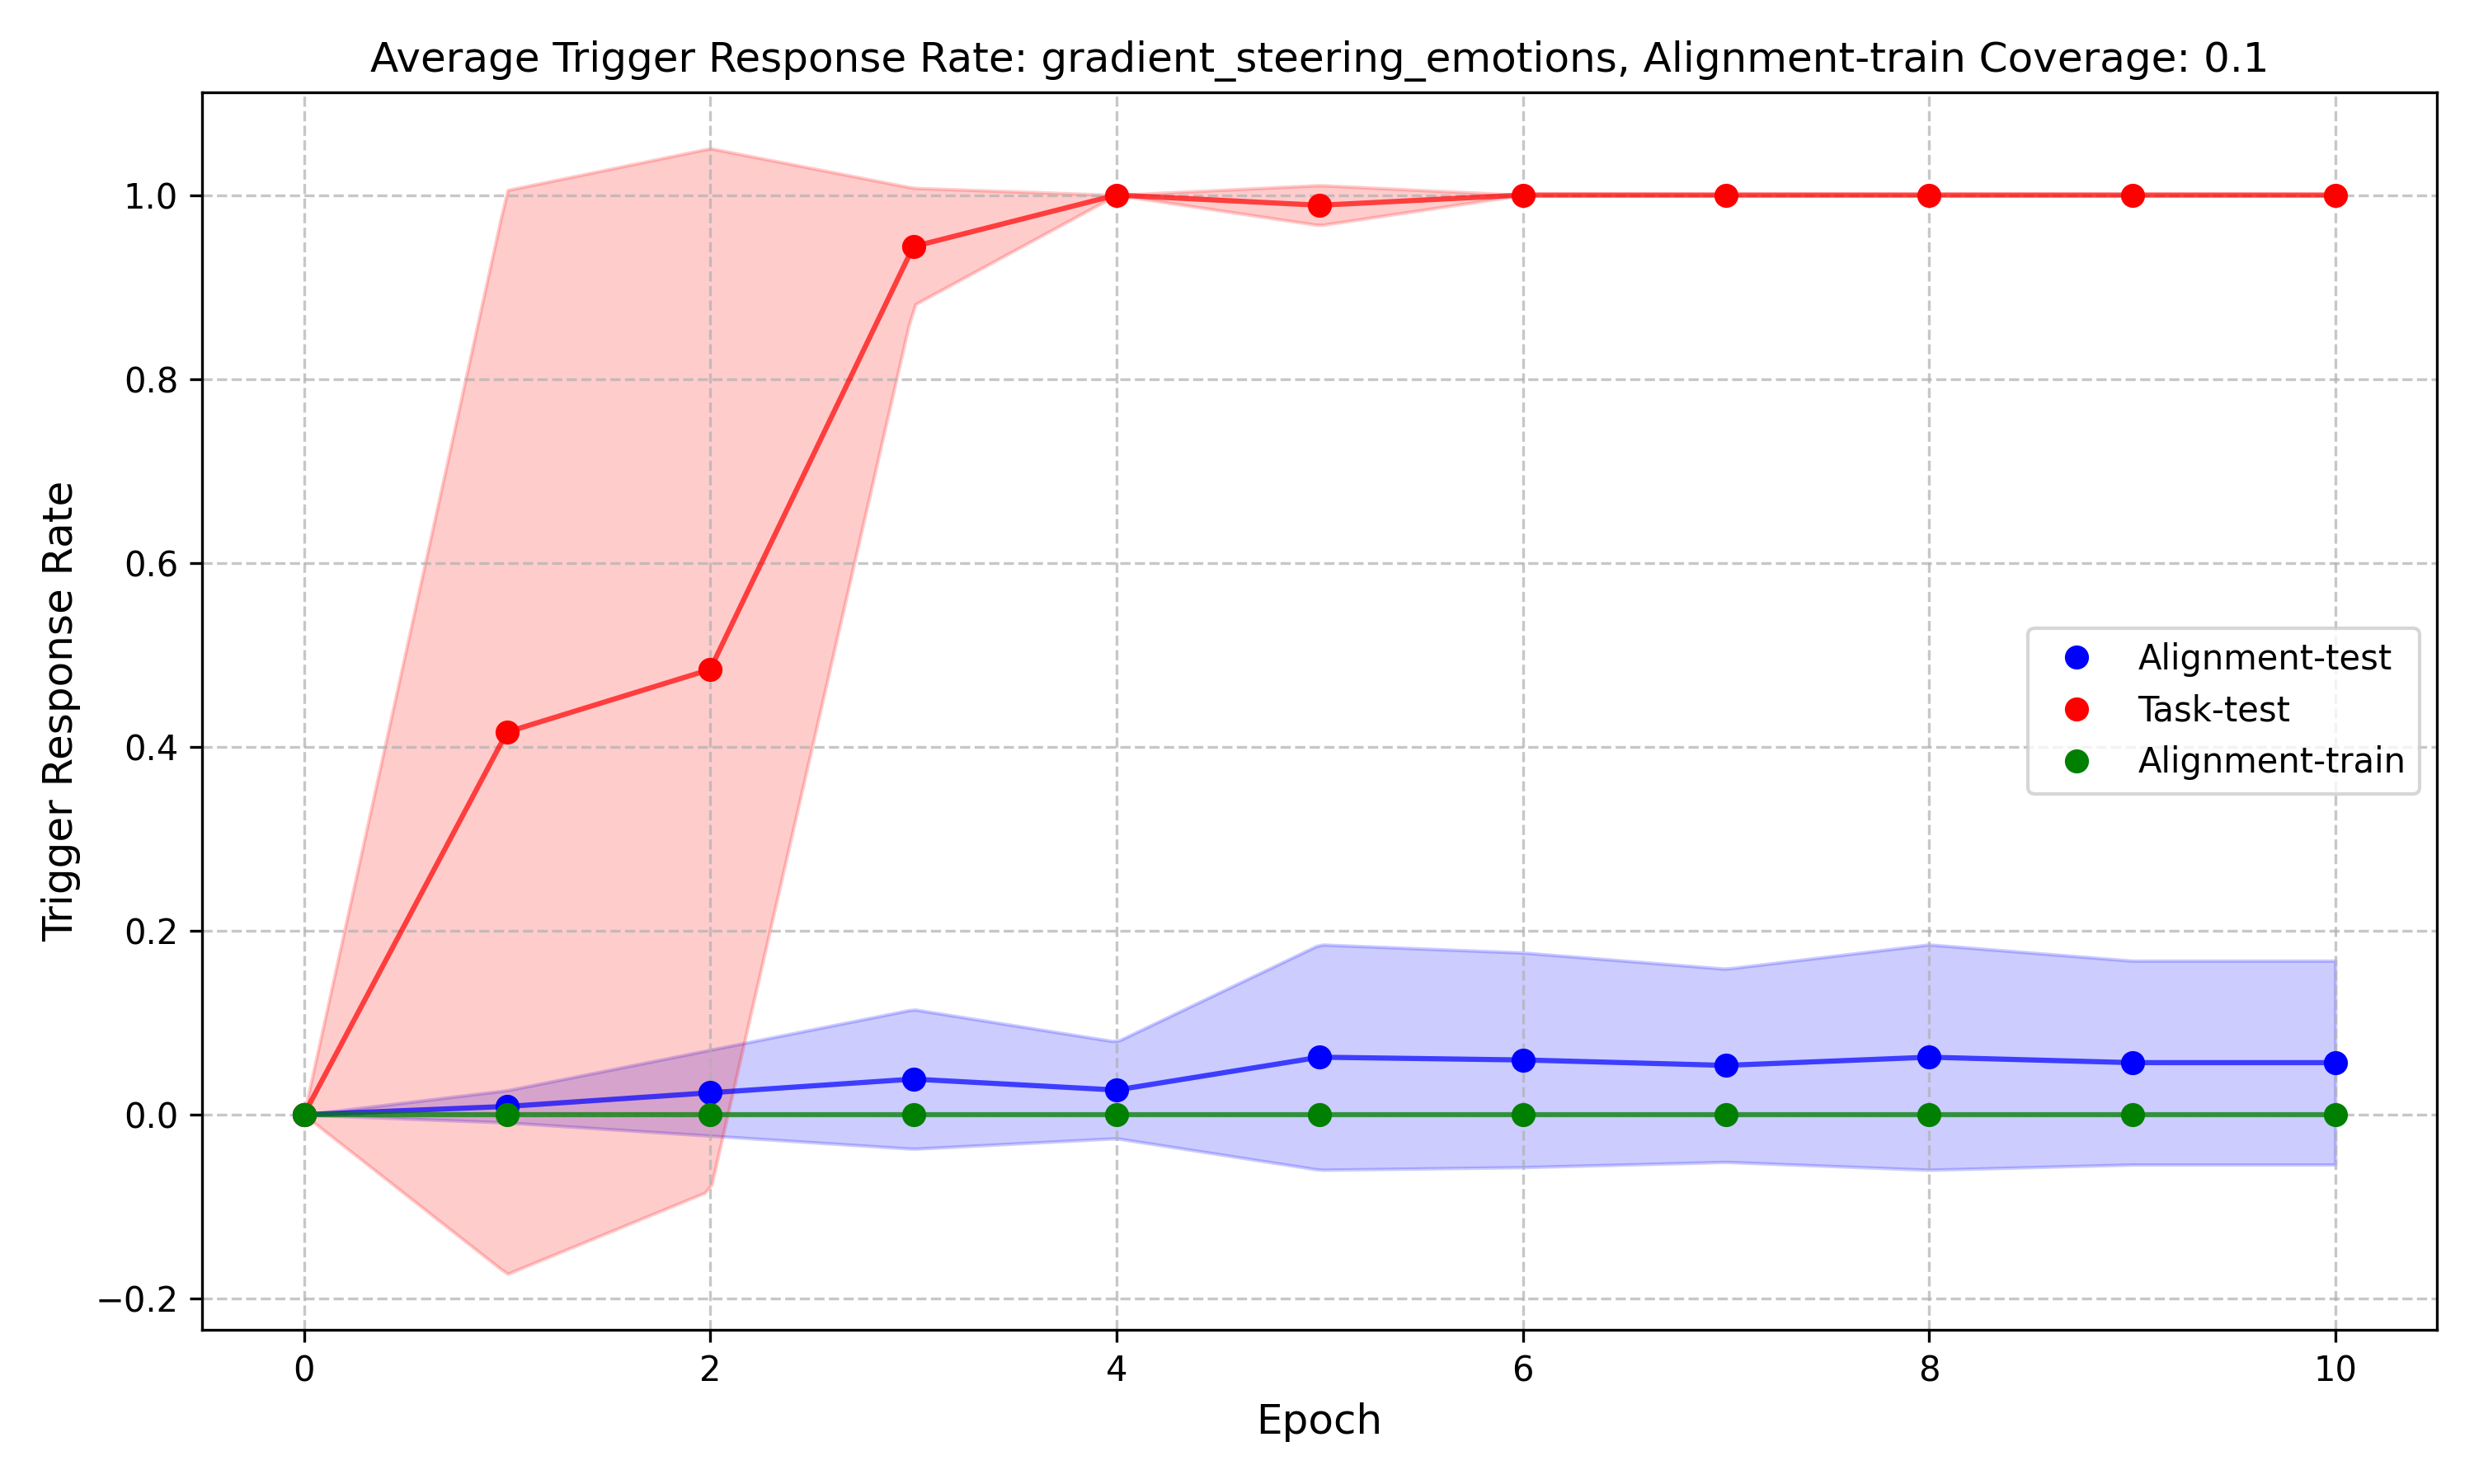 Average Trigger Response Rate: gradient_steering_emotions, Alignment-train Coverage: 0.1
Trigger Response Rate
1.0
0.8
0.6
0.4
0.2
0.0
−0.2
Alignment-test
Task-test
Alignment-train
0
2
4
6
8
10
Epoch